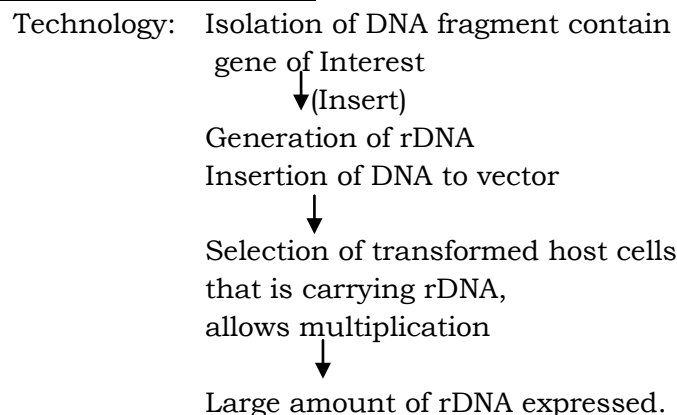 Technology: Isolation of DNA fragment contain
gene of Interest
(Insert)
Generation of rDNA
Insertion of DNA to vector
Selection of transformed host cells
that is carrying rDNA,
allows multiplication
Large amount of rDNA expressed.